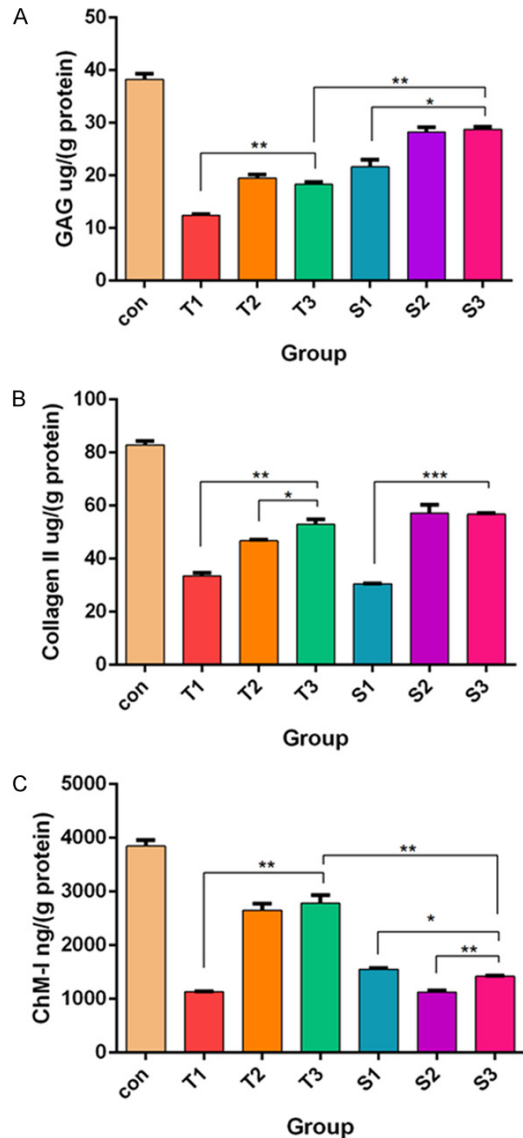 A
GAG ug/(g protein)
50
40
30
20
10
0
**
**
*
con
T1
T2
T3
S1
S2
S3
Group
B
Collagen II ug/(g protein)
100
80
60
40
20
0
**
*
***
con
T1
T2
T3
S1
S2
S3
Group
C
ChM-I ng/(g protein)
5000
4000
3000
2000
1000
0
**
**
*
**
con
T1
T2
T3
S1
S2
S3
Group